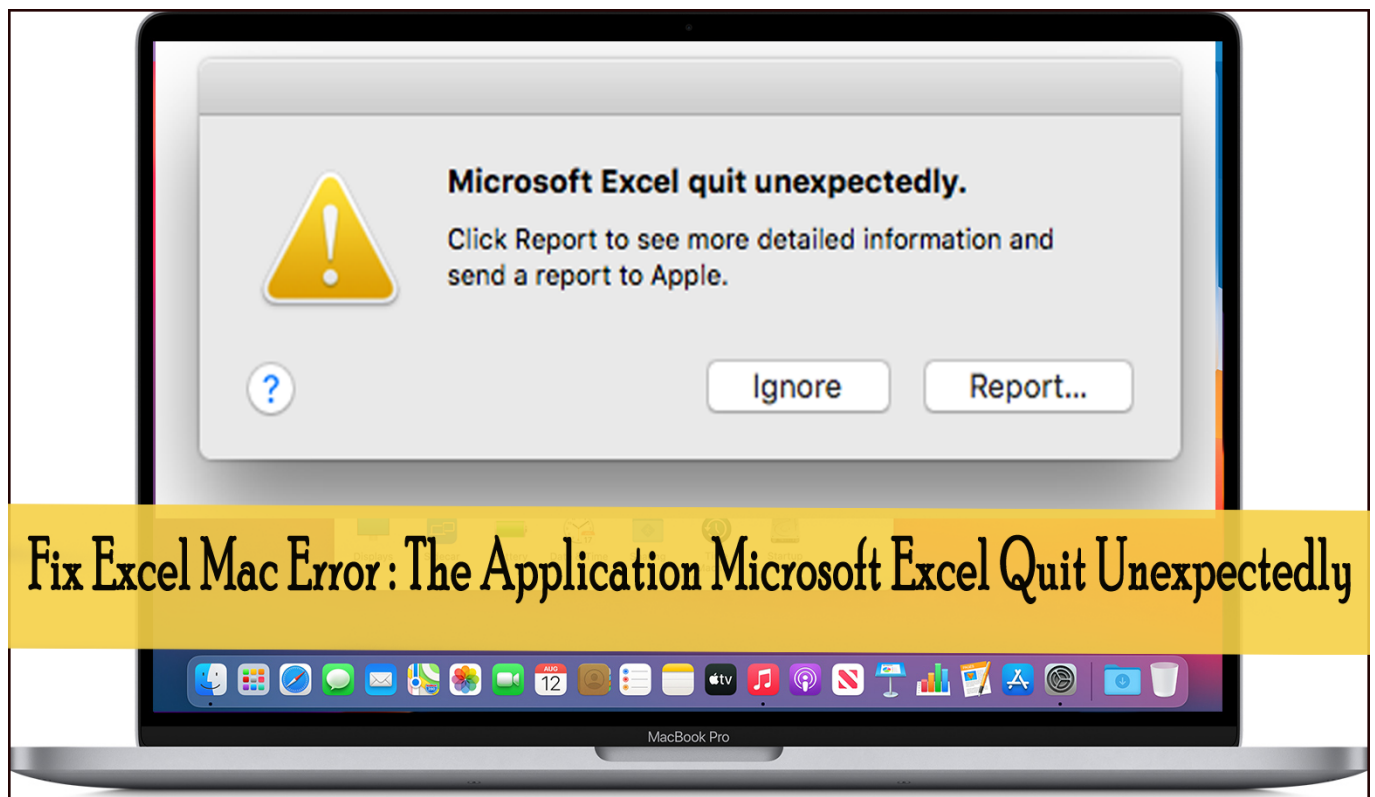 Microsoft Excel quit unexpectedly.
Click Report to see more detailed information and
send a report to Apple.
?
Ignore
Report...
Fix Excel Mac Error : The Application Microsoft Excel Quit Unexpectedly
AUG
12
tv
MacBook Pro